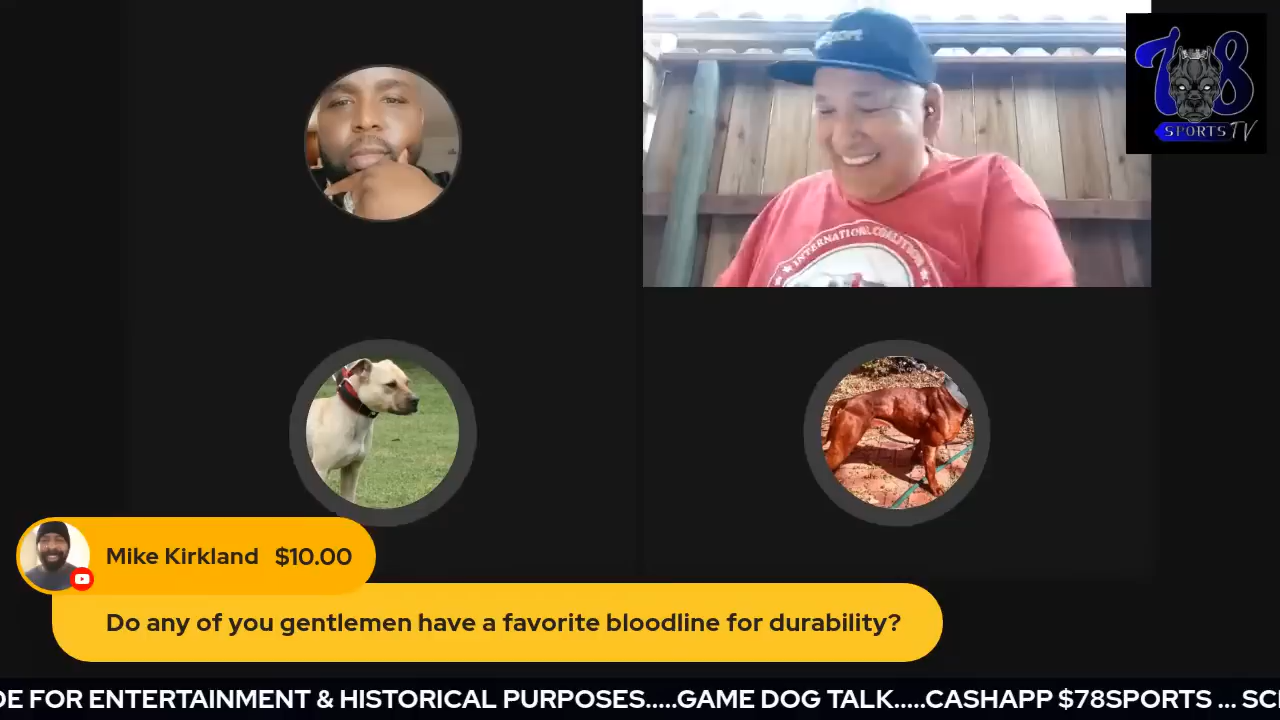 78
SPORTS TV
INTERNATIONAL COALITION
Mike Kirkland $10.00
Do any of you gentlemen have a favorite bloodline for durability?
DE FOR ENTERTAINMENT & HISTORICAL PURPOSES.....GAME DOG TALK.....CASHAPP $78SPORTS ... SC